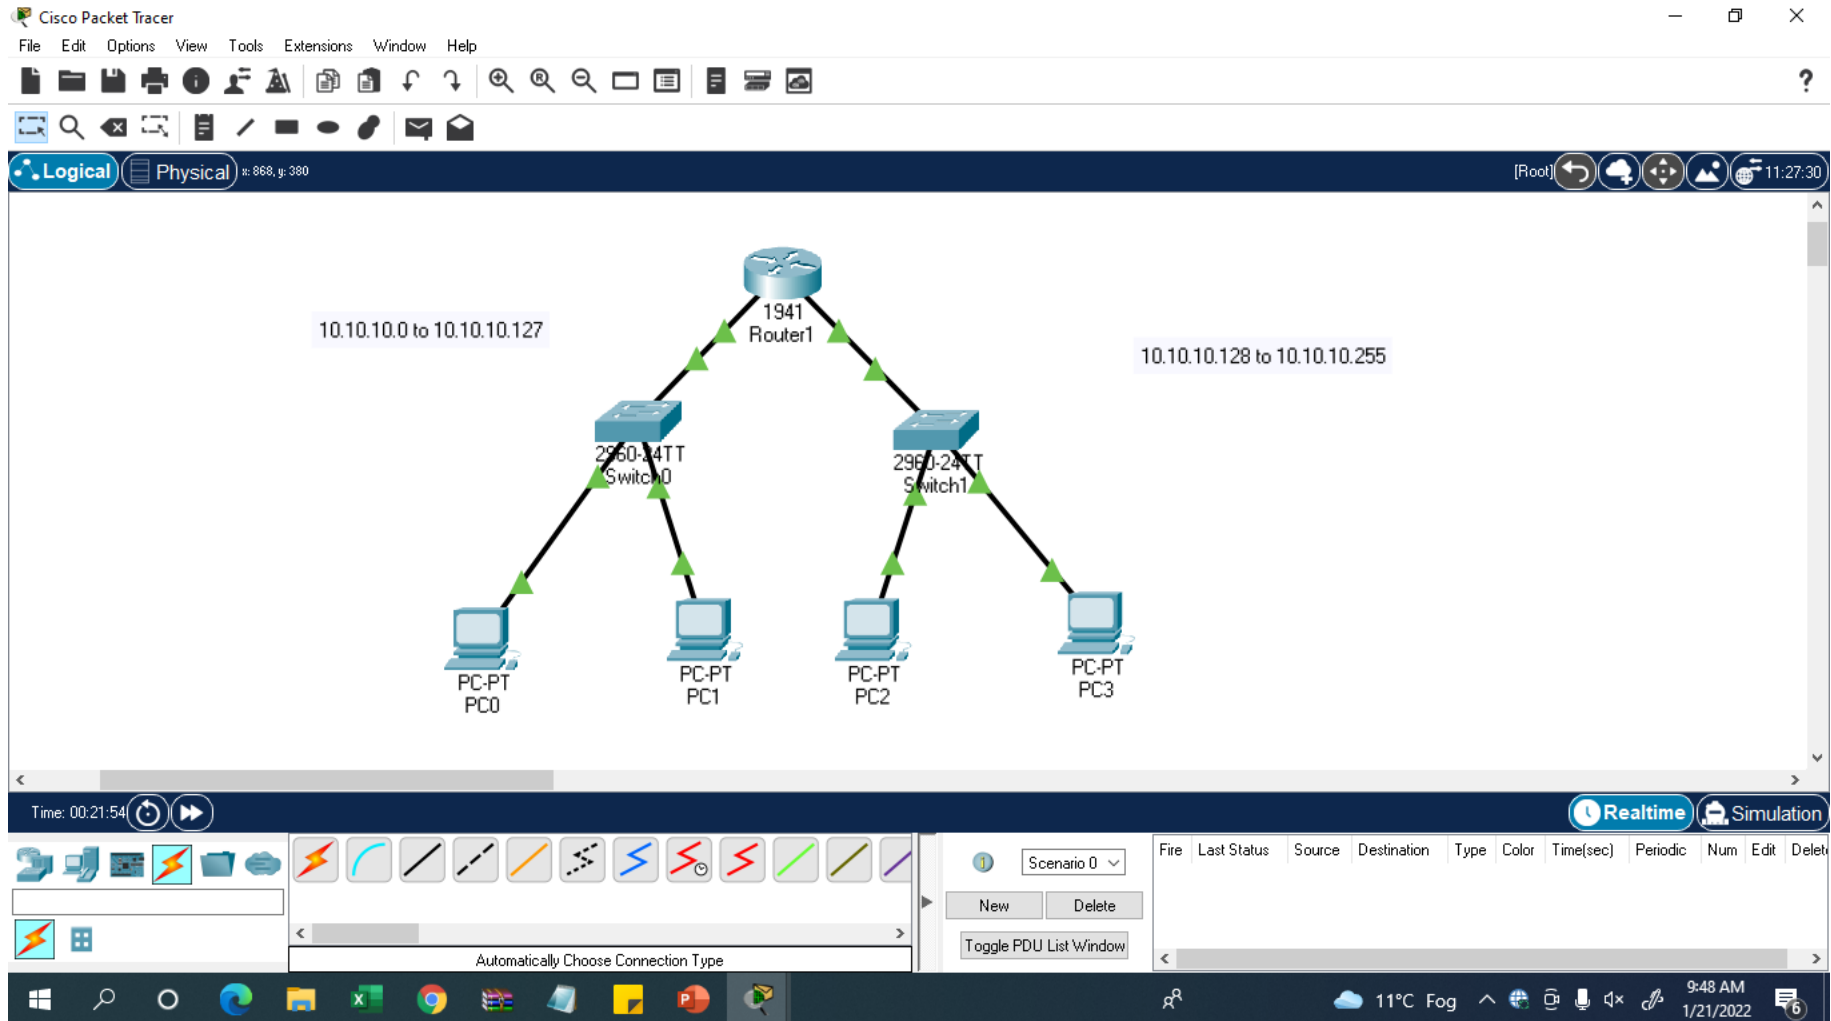 Cisco Packet Tracer
File Edit Options View Tools Extensions Window Help
?
Logical Physical x: 868, y: 380 [Root] 11:27:30
1941
Router1
10.10.10.0 to 10.10.10.127
10.10.10.128 to 10.10.10.255
2960-24TT
Switch0
2960-24TT
Switch1
PC-PT
PC0
PC-PT
PC1
PC-PT
PC2
PC-PT
PC3
Time: 00:21:54 Realtime Simulation
Scenario 0
New Delete
Toggle PDU List Window
Fire Last Status Source Destination Type Color Time(sec) Periodic Num Edit Delet
Automatically Choose Connection Type
11°C Fog
9:48 AM
1/21/2022
6